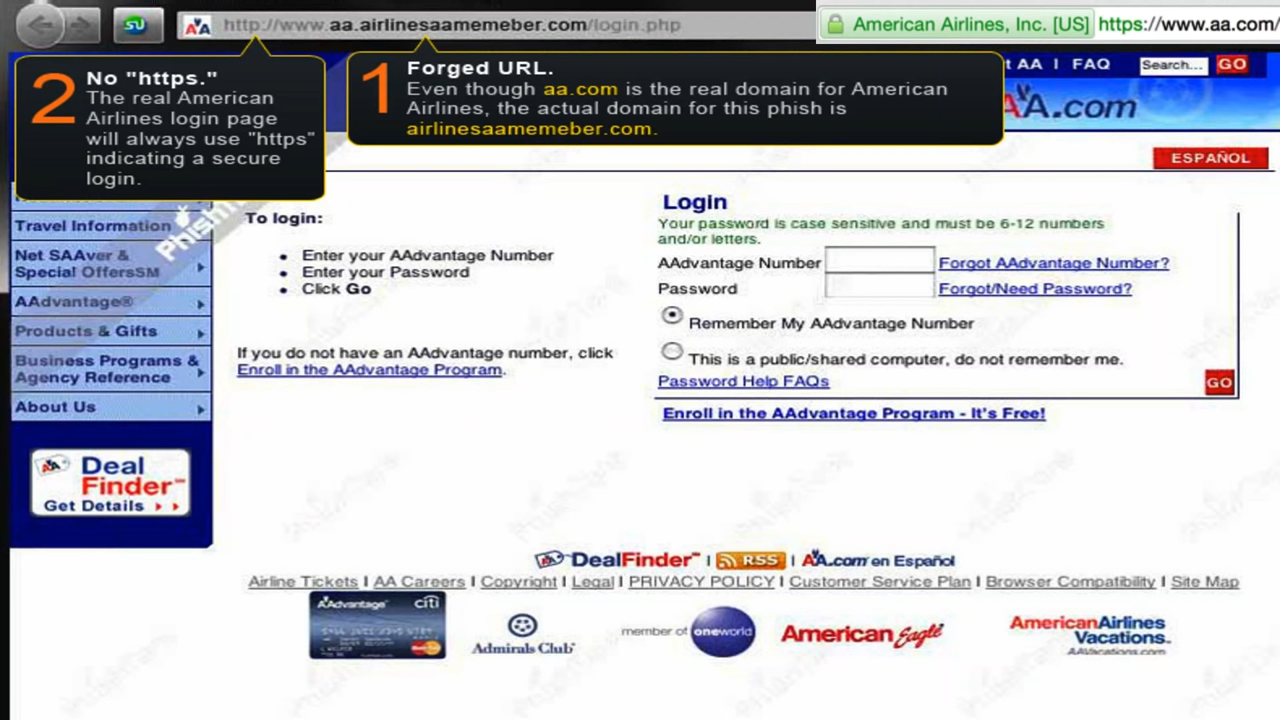 http://www.aa.airlinesaamemeber.com/login.php
American Airlines, Inc. [US] https://www.aa.com/
2
No "https."
The real American
Airlines login page
will always use "https"
indicating a secure
login.
1
Forged URL.
Even though aa.com is the real domain for American
Airlines, the actual domain for this phish is
airlinesaamemeber.com.
t AA | FAQ Search... GO
AA.com
ESPAÑOL
Travel Information
Net SAAver &
Special OffersSM
AAdvantage®
Products & Gifts
Business Programs &
Agency Reference
About Us
Deal
Finder™
Get Details
To login:
• Enter your AAdvantage Number
• Enter your Password
• Click Go
If you do not have an AAdvantage number, click
Enroll in the AAdvantage Program.
Login
Your password is case sensitive and must be 6-12 numbers
and/or letters.
AAdvantage Number Forgot AAdvantage Number?
Password Forgot/Need Password?
Remember My AAdvantage Number
This is a public/shared computer, do not remember me.
Password Help FAQs
GO
Enroll in the AAdvantage Program - It's Free!
DealFinder™ | RSS | AA.com en Español
Airline Tickets | AA Careers | Copyright | Legal | PRIVACY POLICY | Customer Service Plan | Browser Compatibility | Site Map
AAdvantage citi
Admirals Club
member of oneworld
American Eagle
AmericanAirlines
Vacations
AAVacations.com